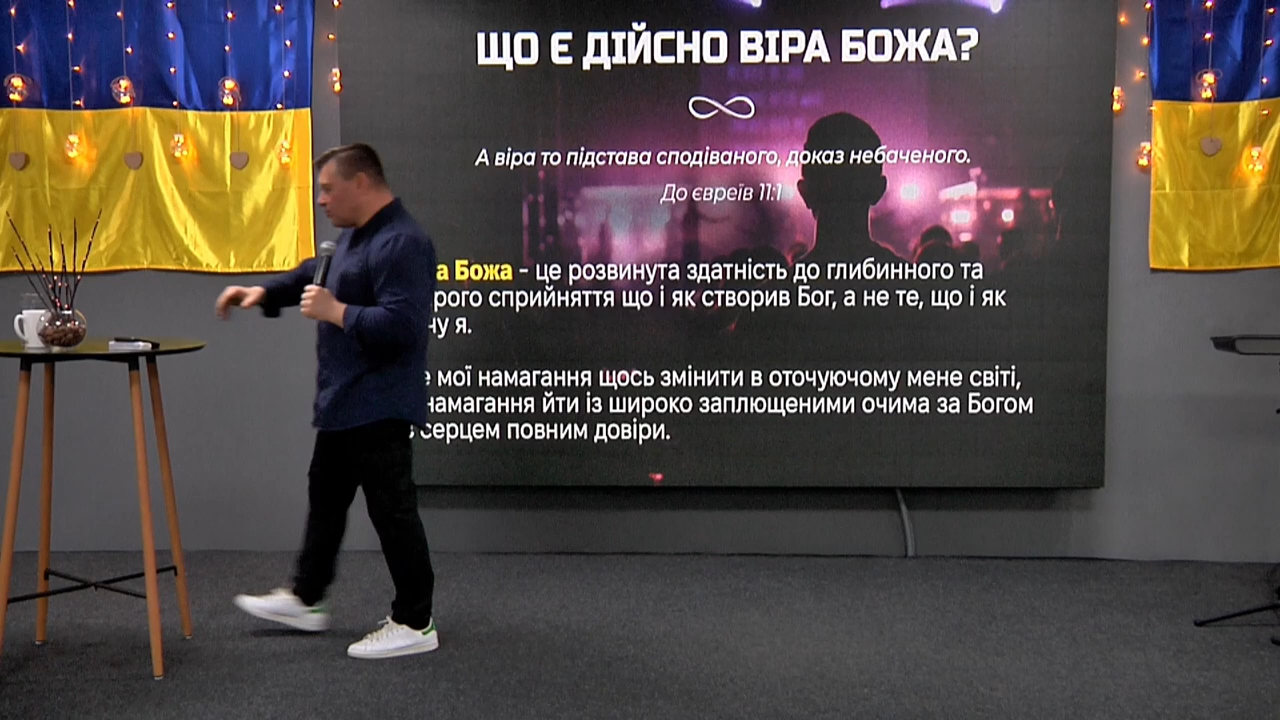 ЩО Є ДІЙСНО ВІРА БОЖА?
А віра то підстава сподіваного, доказ небаченого.
До євреїв 11:1
Божа - це розвинута здатність до глибинного та
сприйняття що і як створив Бог, а не те, що і як
я.
мої намагання щось змінити в оточуючому мене світі,
намагання йти із широко заплющеними очима за Богом
серцем повним довіри.